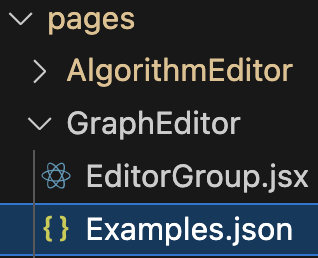 pages
AlgorithmEditor
GraphEditor
EditorGroup.jsx
{} Examples.json